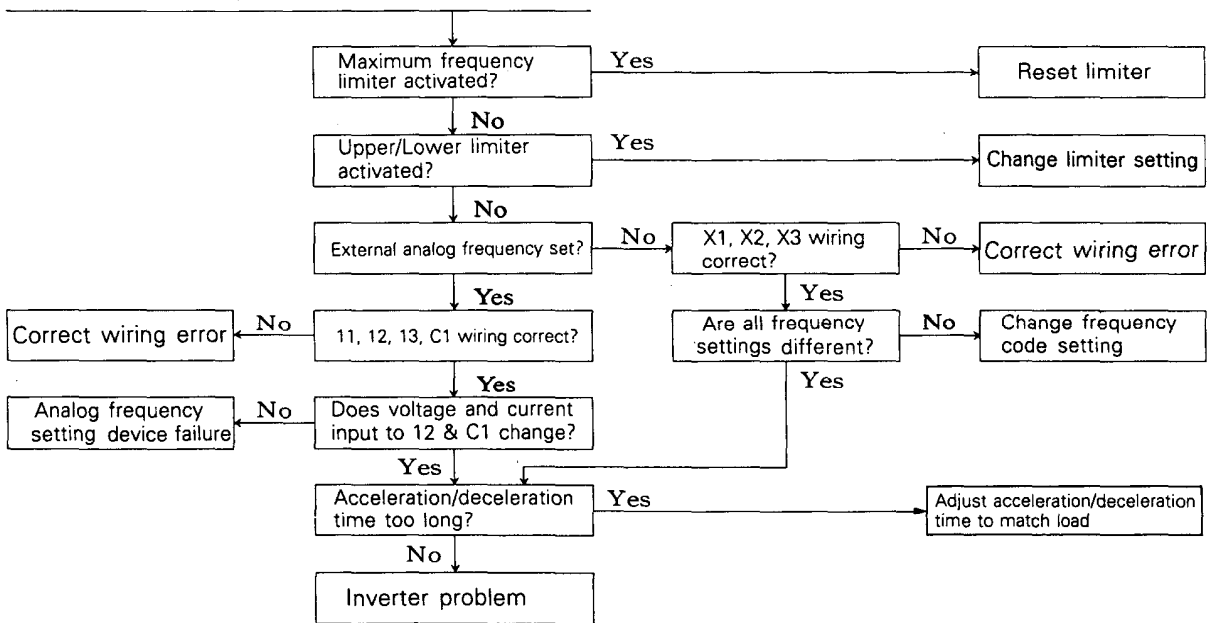 Maximum frequency
limiter activated?
Yes
Reset limiter
No
Upper/Lower limiter
activated?
Yes
Change limiter setting
No
External analog frequency set?
No
X1, X2, X3 wiring
correct?
No
Correct wiring error
Yes
Yes
Correct wiring error
No
11, 12, 13, C1 wiring correct?
Are all frequency
settings different?
No
Change frequency
code setting
Yes
Yes
Analog frequency
setting device failure
No
Does voltage and current
input to 12 & C1 change?
Yes
Acceleration/deceleration
time too long?
Yes
Adjust acceleration/deceleration
time to match load
No
Inverter problem